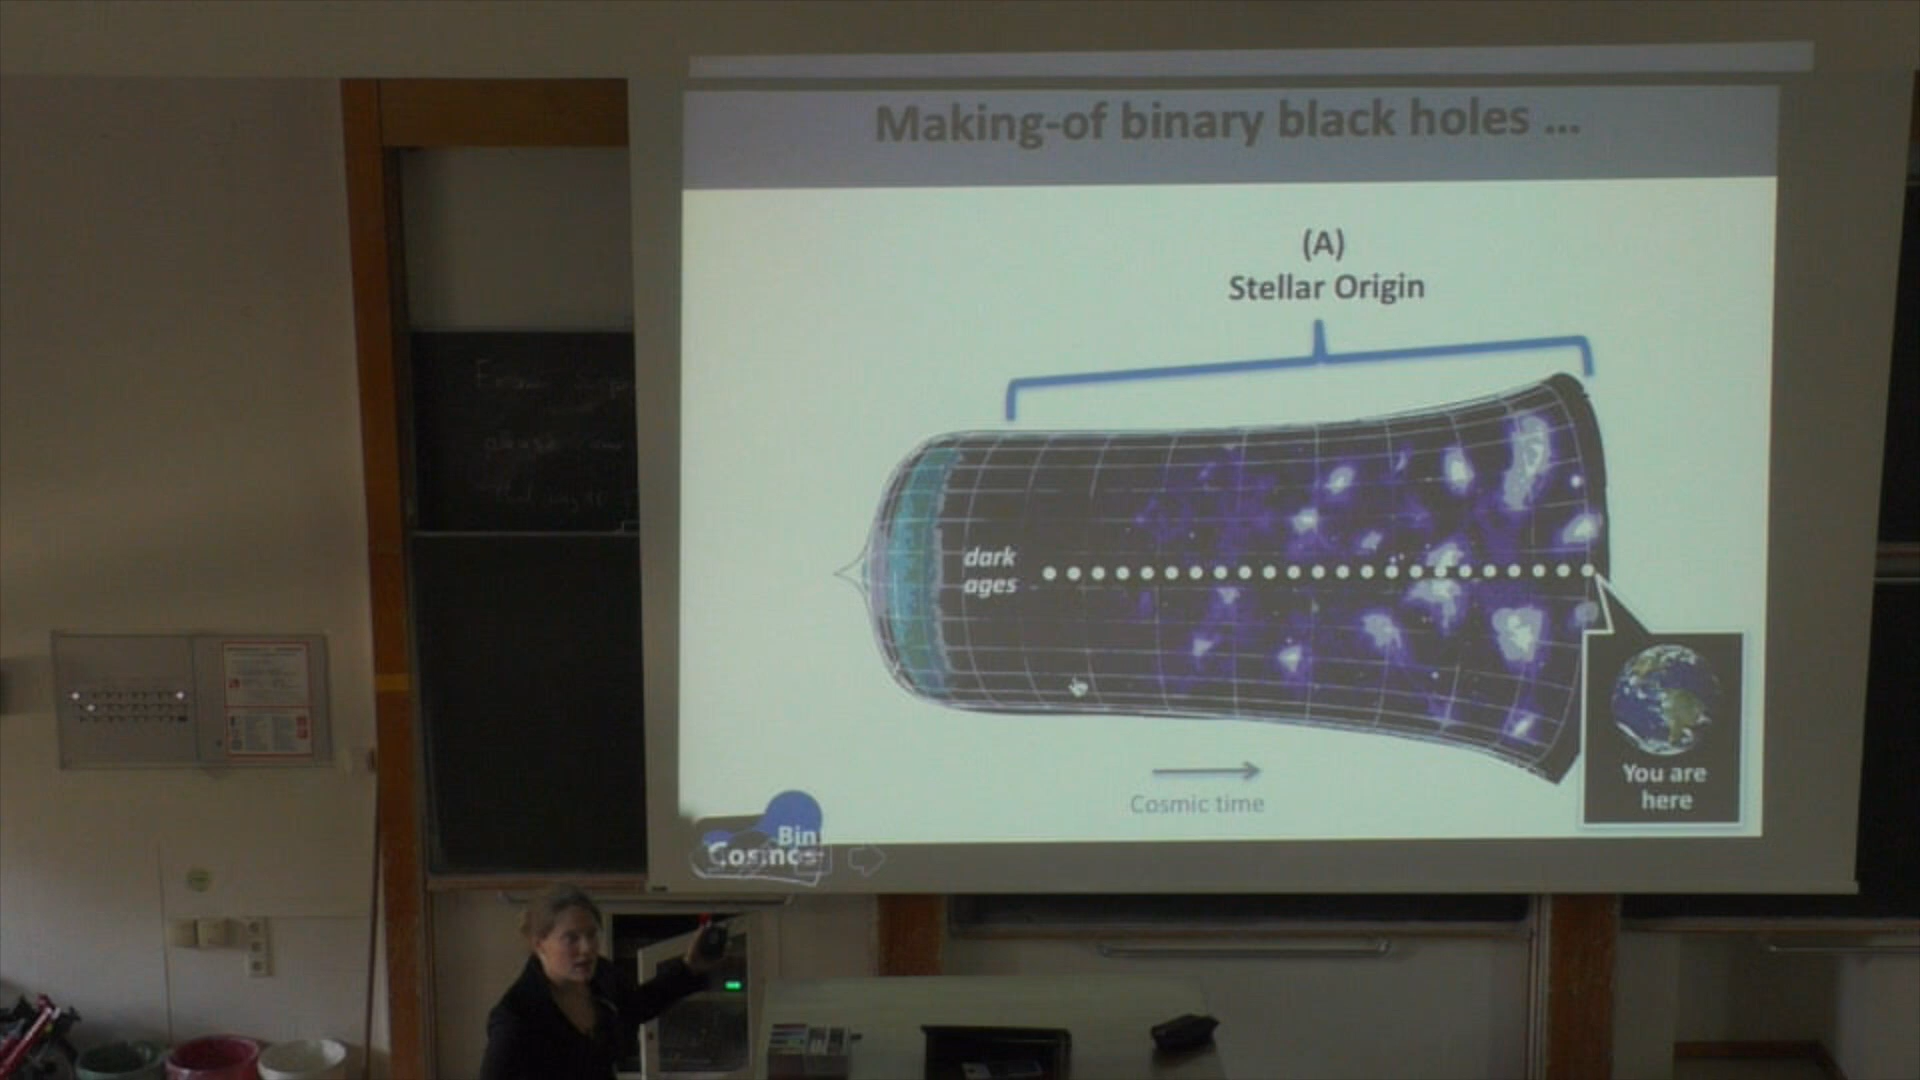 Making-of binary black holes ...
(A)
Stellar Origin
dark
ages
You are
here
Cosmic time
Bin
Cosmos